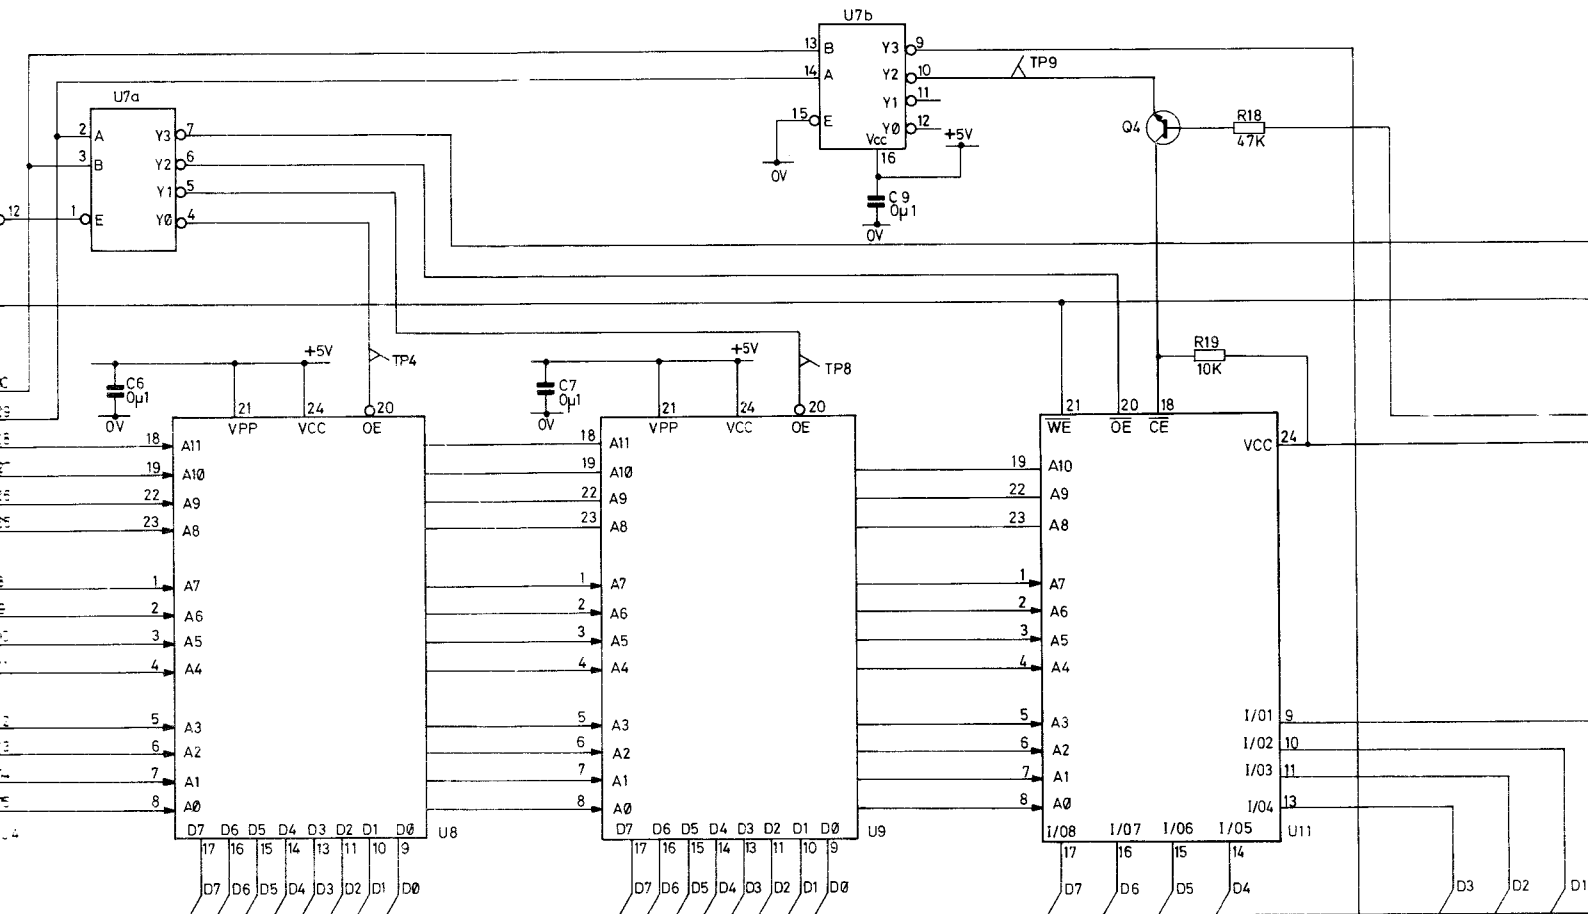 U7b
13 B Y3 9
14 A Y2 10
TP9
Y1 11
15 E Y0 12
Vcc
16
+5V
0V
C9
0µ1
0V
Q4
R18
47K
U7a
2 A Y3 7
3 B Y2 6
Y1 5
12 1 E Y0 4
TP4
TP8
R19
10K
+5V
C6
0µ1
0V
21 24 20
VPP VCC OE
18 A11
19 A10
22 A9
23 A8
1 A7
2 A6
3 A5
4 A4
5 A3
6 A2
7 A1
8 A0
D7 D6 D5 D4 D3 D2 D1 D0
U8
17 16 15 14 13 11 10 9
D7 D6 D5 D4 D3 D2 D1 D0
+5V
C7
0µ1
0V
21 24 20
VPP VCC OE
18 A11
19 A10
22 A9
23 A8
1 A7
2 A6
3 A5
4 A4
5 A3
6 A2
7 A1
8 A0
D7 D6 D5 D4 D3 D2 D1 D0
U9
17 16 15 14 13 11 10 9
D7 D6 D5 D4 D3 D2 D1 D0
21 20 18
WE OE CE
VCC 24
19 A10
22 A9
23 A8
1 A7
2 A6
3 A5
4 A4
5 A3
6 A2
7 A1
8 A0
I/01 9
I/02 10
I/03 11
I/04 13
I/08 I/07 I/06 I/05
U11
17 16 15 14
D7 D6 D5 D4
D3 D2 D1